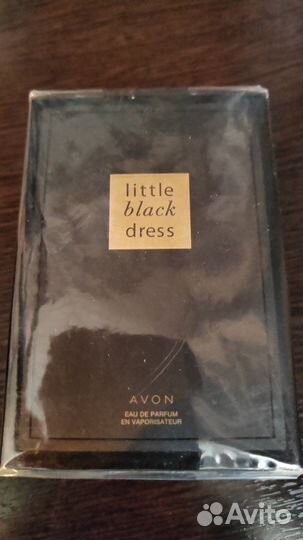 little
black
dress
AVON
EAU DE PARFUM
EN VAPORISATEUR
Avito